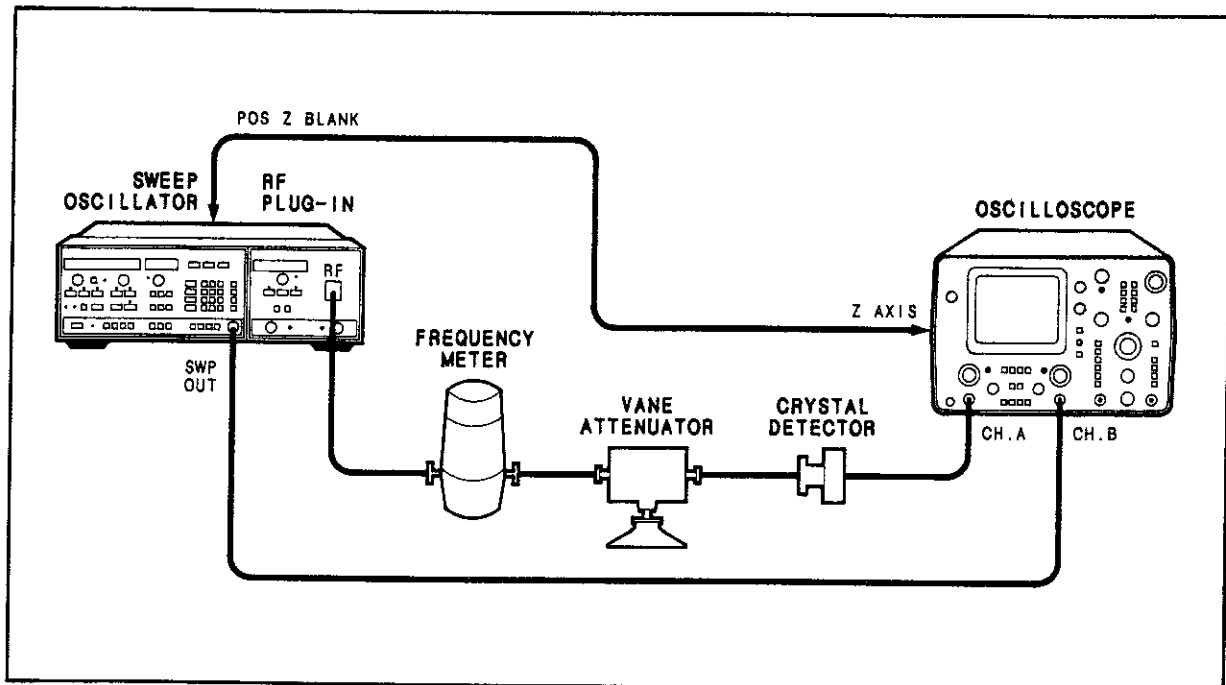 POS Z BLANK
SWEEP
OSCILLATOR
RF
PLUG-IN
OSCILLOSCOPE
RF
Z AXIS
FREQUENCY
METER
SWP
OUT
VANE
ATTENUATOR
CRYSTAL
DETECTOR
CH.A
CH.B